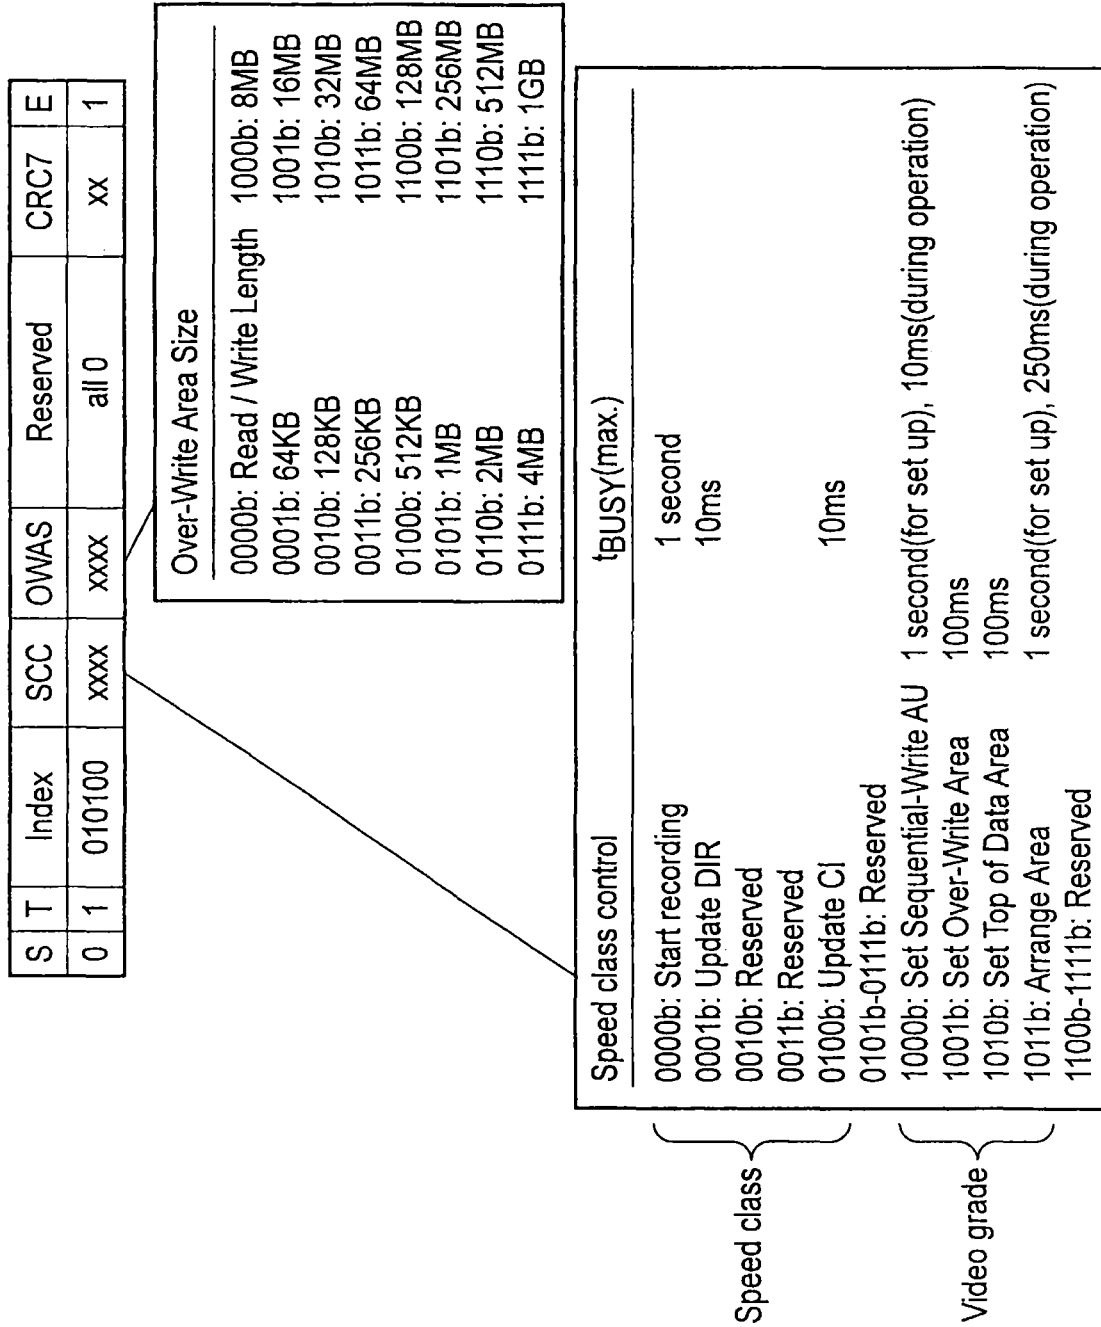 S T Index SCC OWAS Reserved CRC7 E
0 1 010100 xxxx xxxx all 0 xx 1
Over-Write Area Size
0000b: Read / Write Length 1000b: 8MB
0001b: 64KB 1001b: 16MB
0010b: 128KB 1010b: 32MB
0011b: 256KB 1011b: 64MB
0100b: 512KB 1100b: 128MB
0101b: 1MB 1101b: 256MB
0110b: 2MB 1110b: 512MB
0111b: 4MB 1111b: 1GB
Speed class control tBUSY(max.)
0000b: Start recording 1 second
0001b: Update DIR 10ms
0010b: Reserved
0011b: Reserved
0100b: Update CI 10ms
0101b-0111b: Reserved
1000b: Set Sequential-Write AU 1 second(for set up), 10ms(during operation)
1001b: Set Over-Write Area 100ms
1010b: Set Top of Data Area 100ms
1011b: Arrange Area 1 second(for set up), 250ms(during operation)
1100b-1111b: Reserved
Speed class
Video grade